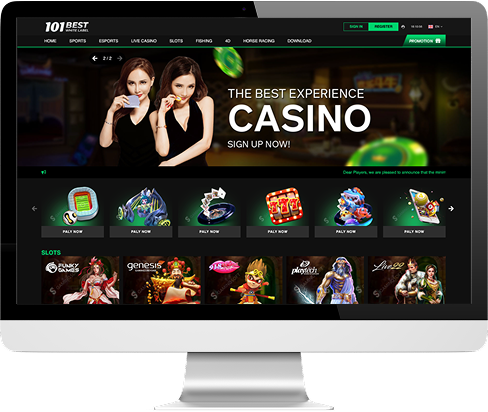 101 BEST
WHITE LABEL
SIGN IN
REGISTER
EN
HOME
SPORTS
ESPORTS
LIVE CASINO
SLOTS
FISHING
4D
HORSE RACING
DOWNLOAD
PROMOTION
2/2
THE BEST EXPERIENCE
CASINO
SIGN UP NOW!
Dear Players, we are pleased to announce that the
PALY NOW
PALY NOW
PALY NOW
PALY NOW
PALY NOW
PALY NOW
SLOTS
FUNKY GAMES
genesis
playtech
Live22